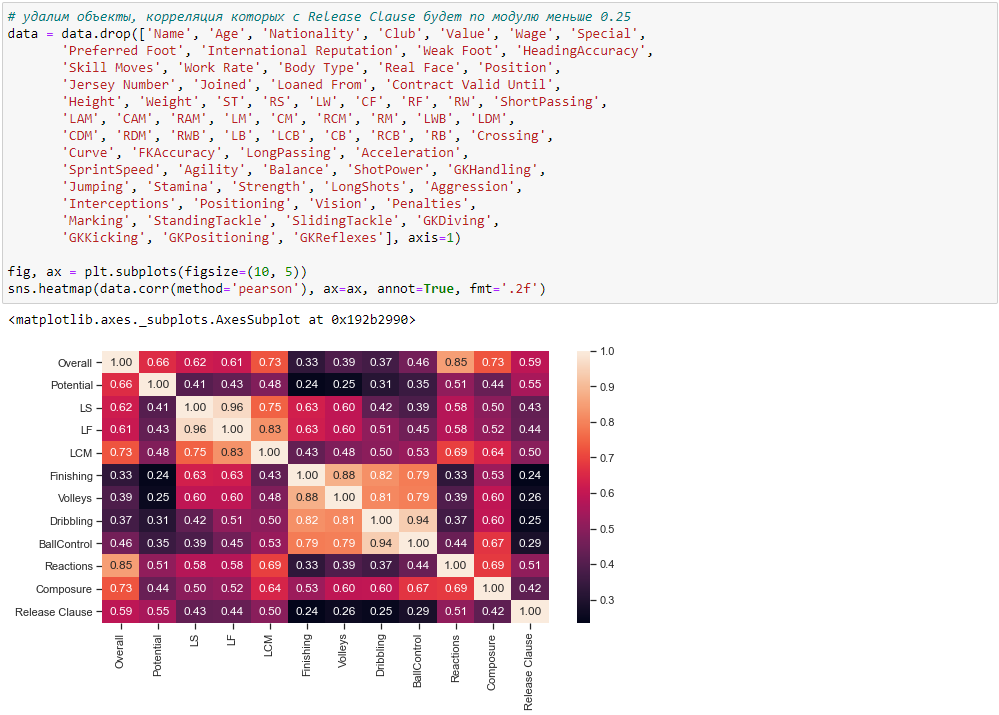 # удалим объекты, корреляция которых с Release Clause будет по модулю меньше 0.25
data = data.drop(['Name', 'Age', 'Nationality', 'Club', 'Value', 'Wage', 'Special',
'Preferred Foot', 'International Reputation', 'Weak Foot', 'HeadingAccuracy',
'Skill Moves', 'Work Rate', 'Body Type', 'Real Face', 'Position',
'Jersey Number', 'Joined', 'Loaned From', 'Contract Valid Until',
'Height', 'Weight', 'ST', 'RS', 'LW', 'CF', 'RF', 'RW', 'ShortPassing',
'LAM', 'CAM', 'RAM', 'LM', 'CM', 'RCM', 'RM', 'LWB', 'LDM',
'CDM', 'RDM', 'RWB', 'LB', 'LCB', 'CB', 'RCB', 'RB', 'Crossing',
'Curve', 'FKAccuracy', 'LongPassing', 'Acceleration',
'SprintSpeed', 'Agility', 'Balance', 'ShotPower', 'GKHandling',
'Jumping', 'Stamina', 'Strength', 'LongShots', 'Aggression',
'Interceptions', 'Positioning', 'Vision', 'Penalties',
'Marking', 'StandingTackle', 'SlidingTackle', 'GKDiving',
'GKKicking', 'GKPositioning', 'GKReflexes'], axis=1)
fig, ax = plt.subplots(figsize=(10, 5))
sns.heatmap(data.corr(method='pearson'), ax=ax, annot=True, fmt='.2f')
<matplotlib.axes._subplots.AxesSubplot at 0x192b2990>
Overall 1.00 0.66 0.62 0.61 0.73 0.33 0.39 0.37 0.46 0.85 0.73 0.59
Potential 0.66 1.00 0.41 0.43 0.48 0.24 0.25 0.31 0.35 0.51 0.44 0.55
LS 0.62 0.41 1.00 0.96 0.75 0.63 0.60 0.42 0.39 0.58 0.50 0.43
LF 0.61 0.43 0.96 1.00 0.83 0.63 0.60 0.51 0.45 0.58 0.52 0.44
LCM 0.73 0.48 0.75 0.83 1.00 0.43 0.48 0.50 0.53 0.69 0.64 0.50
Finishing 0.33 0.24 0.63 0.63 0.43 1.00 0.88 0.82 0.79 0.33 0.53 0.24
Volleys 0.39 0.25 0.60 0.60 0.48 0.88 1.00 0.81 0.79 0.39 0.60 0.26
Dribbling 0.37 0.31 0.42 0.51 0.50 0.82 0.81 1.00 0.94 0.37 0.60 0.25
BallControl 0.46 0.35 0.39 0.45 0.53 0.79 0.79 0.94 1.00 0.44 0.67 0.29
Reactions 0.85 0.51 0.58 0.58 0.69 0.33 0.39 0.37 0.44 1.00 0.69 0.51
Composure 0.73 0.44 0.50 0.52 0.64 0.53 0.60 0.60 0.67 0.69 1.00 0.42
Release Clause 0.59 0.55 0.43 0.44 0.50 0.24 0.26 0.25 0.29 0.51 0.42 1.00
Overall
Potential
LS
LF
LCM
Finishing
Volleys
Dribbling
BallControl
Reactions
Composure
Release Clause
1.0
0.9
0.8
0.7
0.6
0.5
0.4
0.3